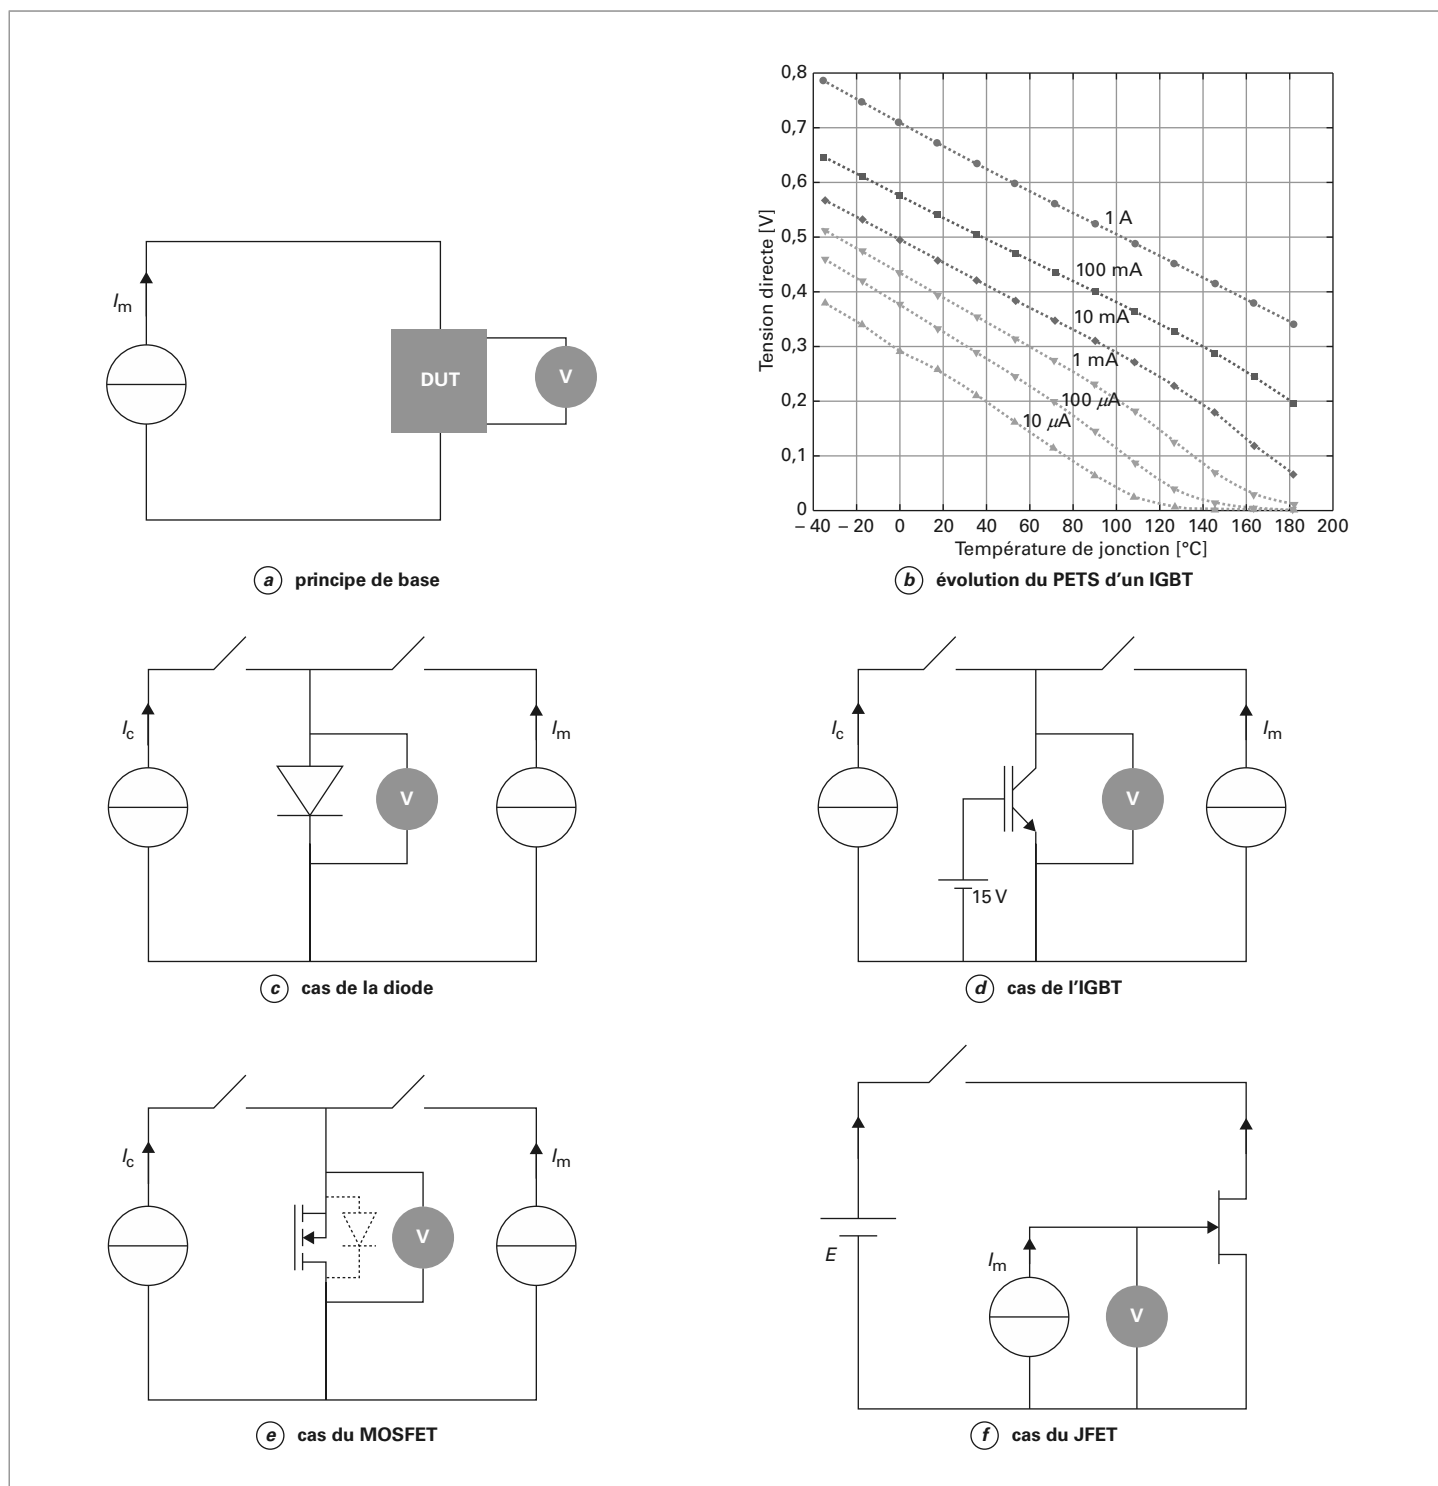 I_m
DUT
V
a principe de base
Tension directe [V]
0,8
0,7
0,6
0,5
0,4
0,3
0,2
0,1
0
1 A
100 mA
10 mA
1 mA
100 μA
10 μA
– 40 – 20 0 20 40 60 80 100 120 140 160 180 200
Température de jonction [°C]
b évolution du PETS d'un IGBT
I_c
V
I_m
c cas de la diode
I_c
V
I_m
15 V
d cas de l'IGBT
I_c
V
I_m
e cas du MOSFET
E
I_m
V
f cas du JFET